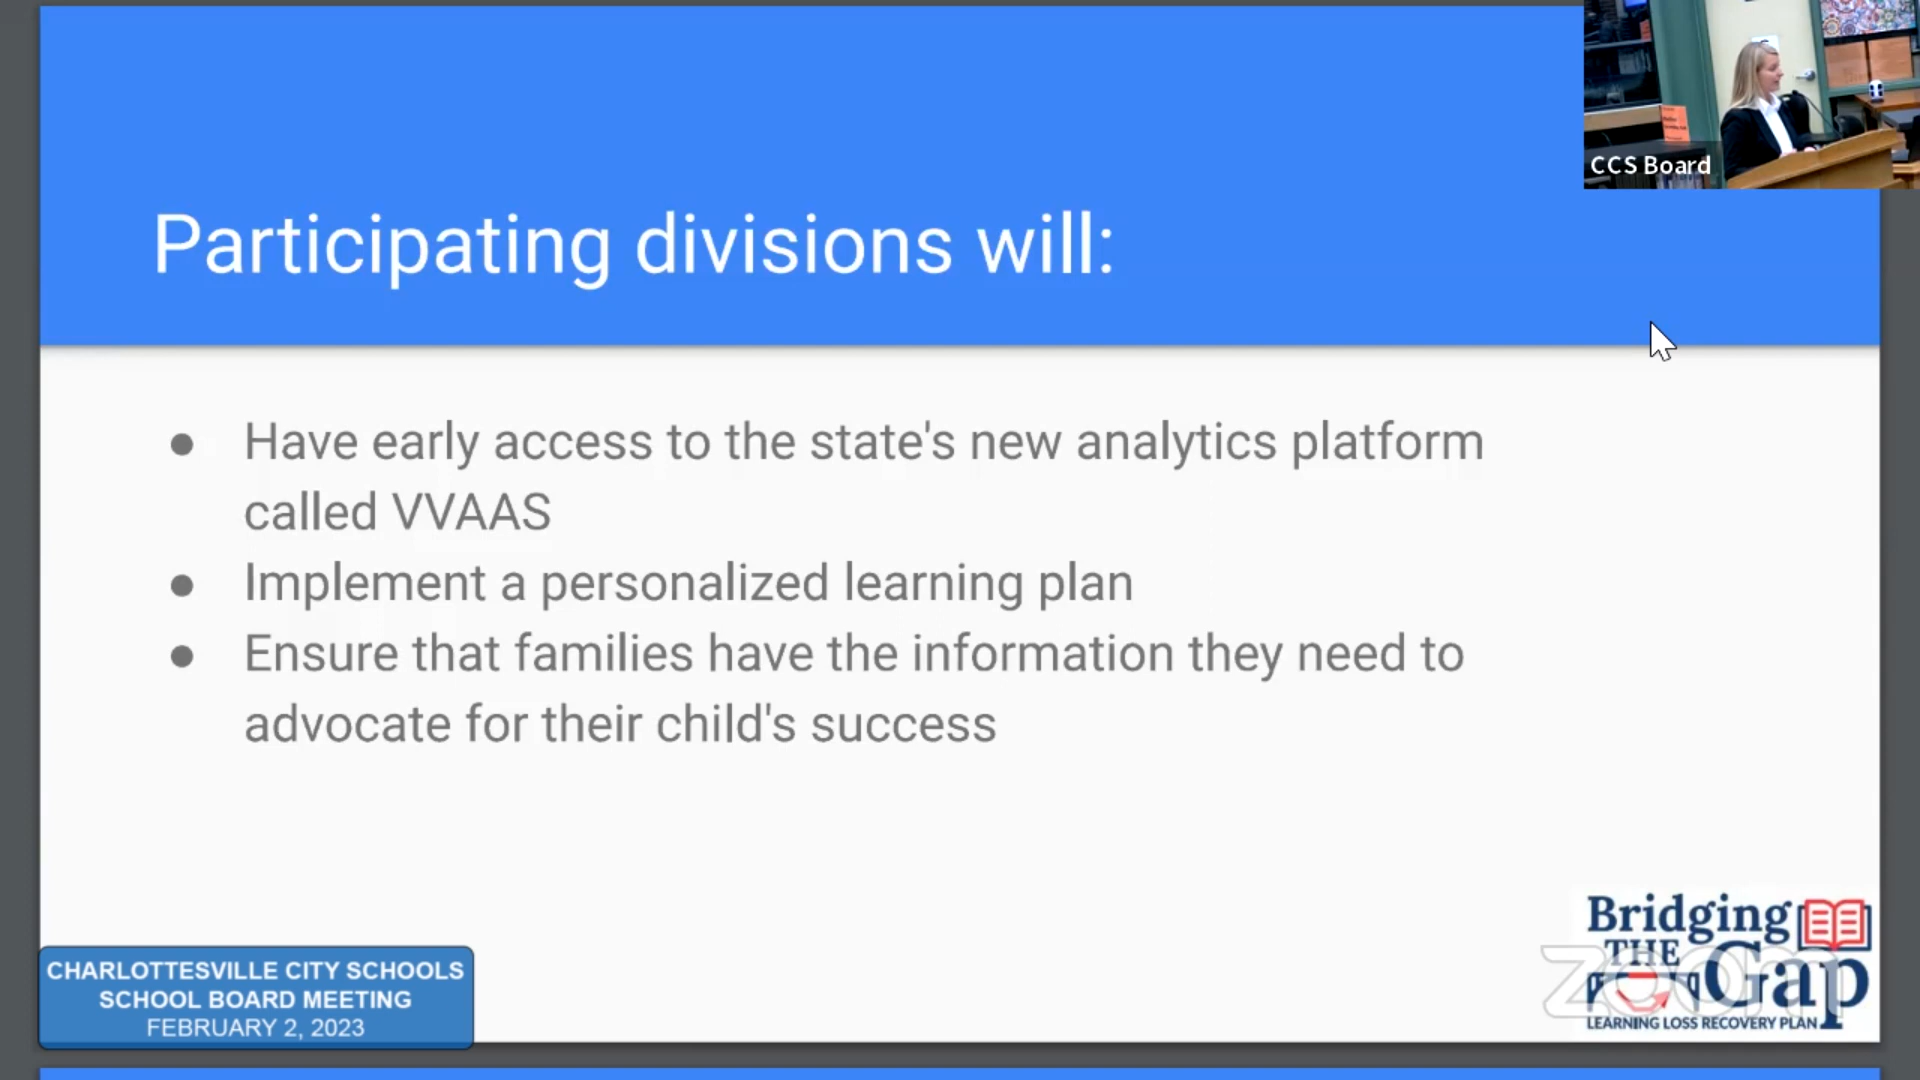 CCS Board
Participating divisions will:
● Have early access to the state's new analytics platform
called VVAAS
● Implement a personalized learning plan
● Ensure that families have the information they need to
advocate for their child's success
CHARLOTTESVILLE CITY SCHOOLS
SCHOOL BOARD MEETING
FEBRUARY 2, 2023
Bridging
THE
Gap
LEARNING LOSS RECOVERY PLAN
zoom